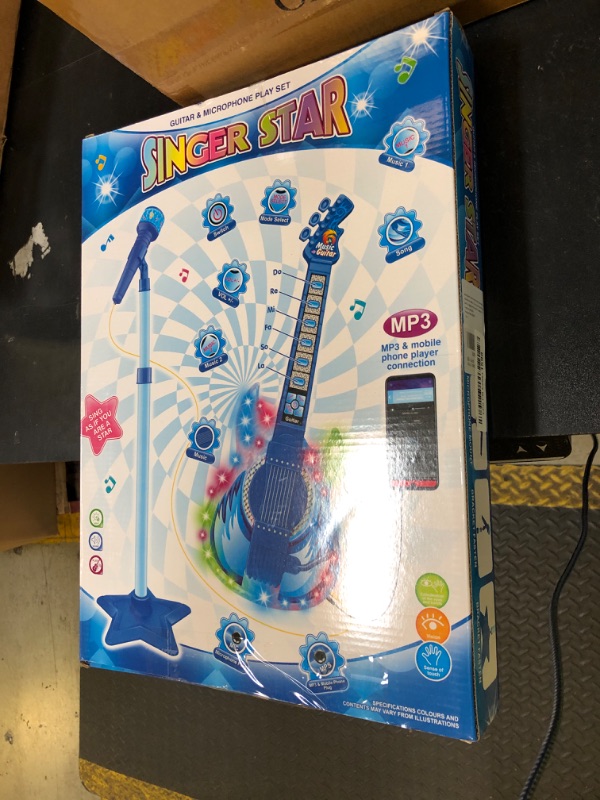 GUITAR & MICROPHONE PLAY SET
SINGER STAR
Music 1
Mode Select
Switch
Song
Music
Guitar
Do
Re
Mi
Fa
So
La
VOL +/-
Music 2
MP3
MP3 & mobile
phone player
connection
SING
AS IF YOU
ARE A
STAR
Music
Guitar
Sense of
touch
MP3
MP3 & Mobile Phone
Plug
SPECIFICATIONS COLOURS AND
CONTENTS MAY VARY FROM ILLUSTRATIONS
SINGER STAR